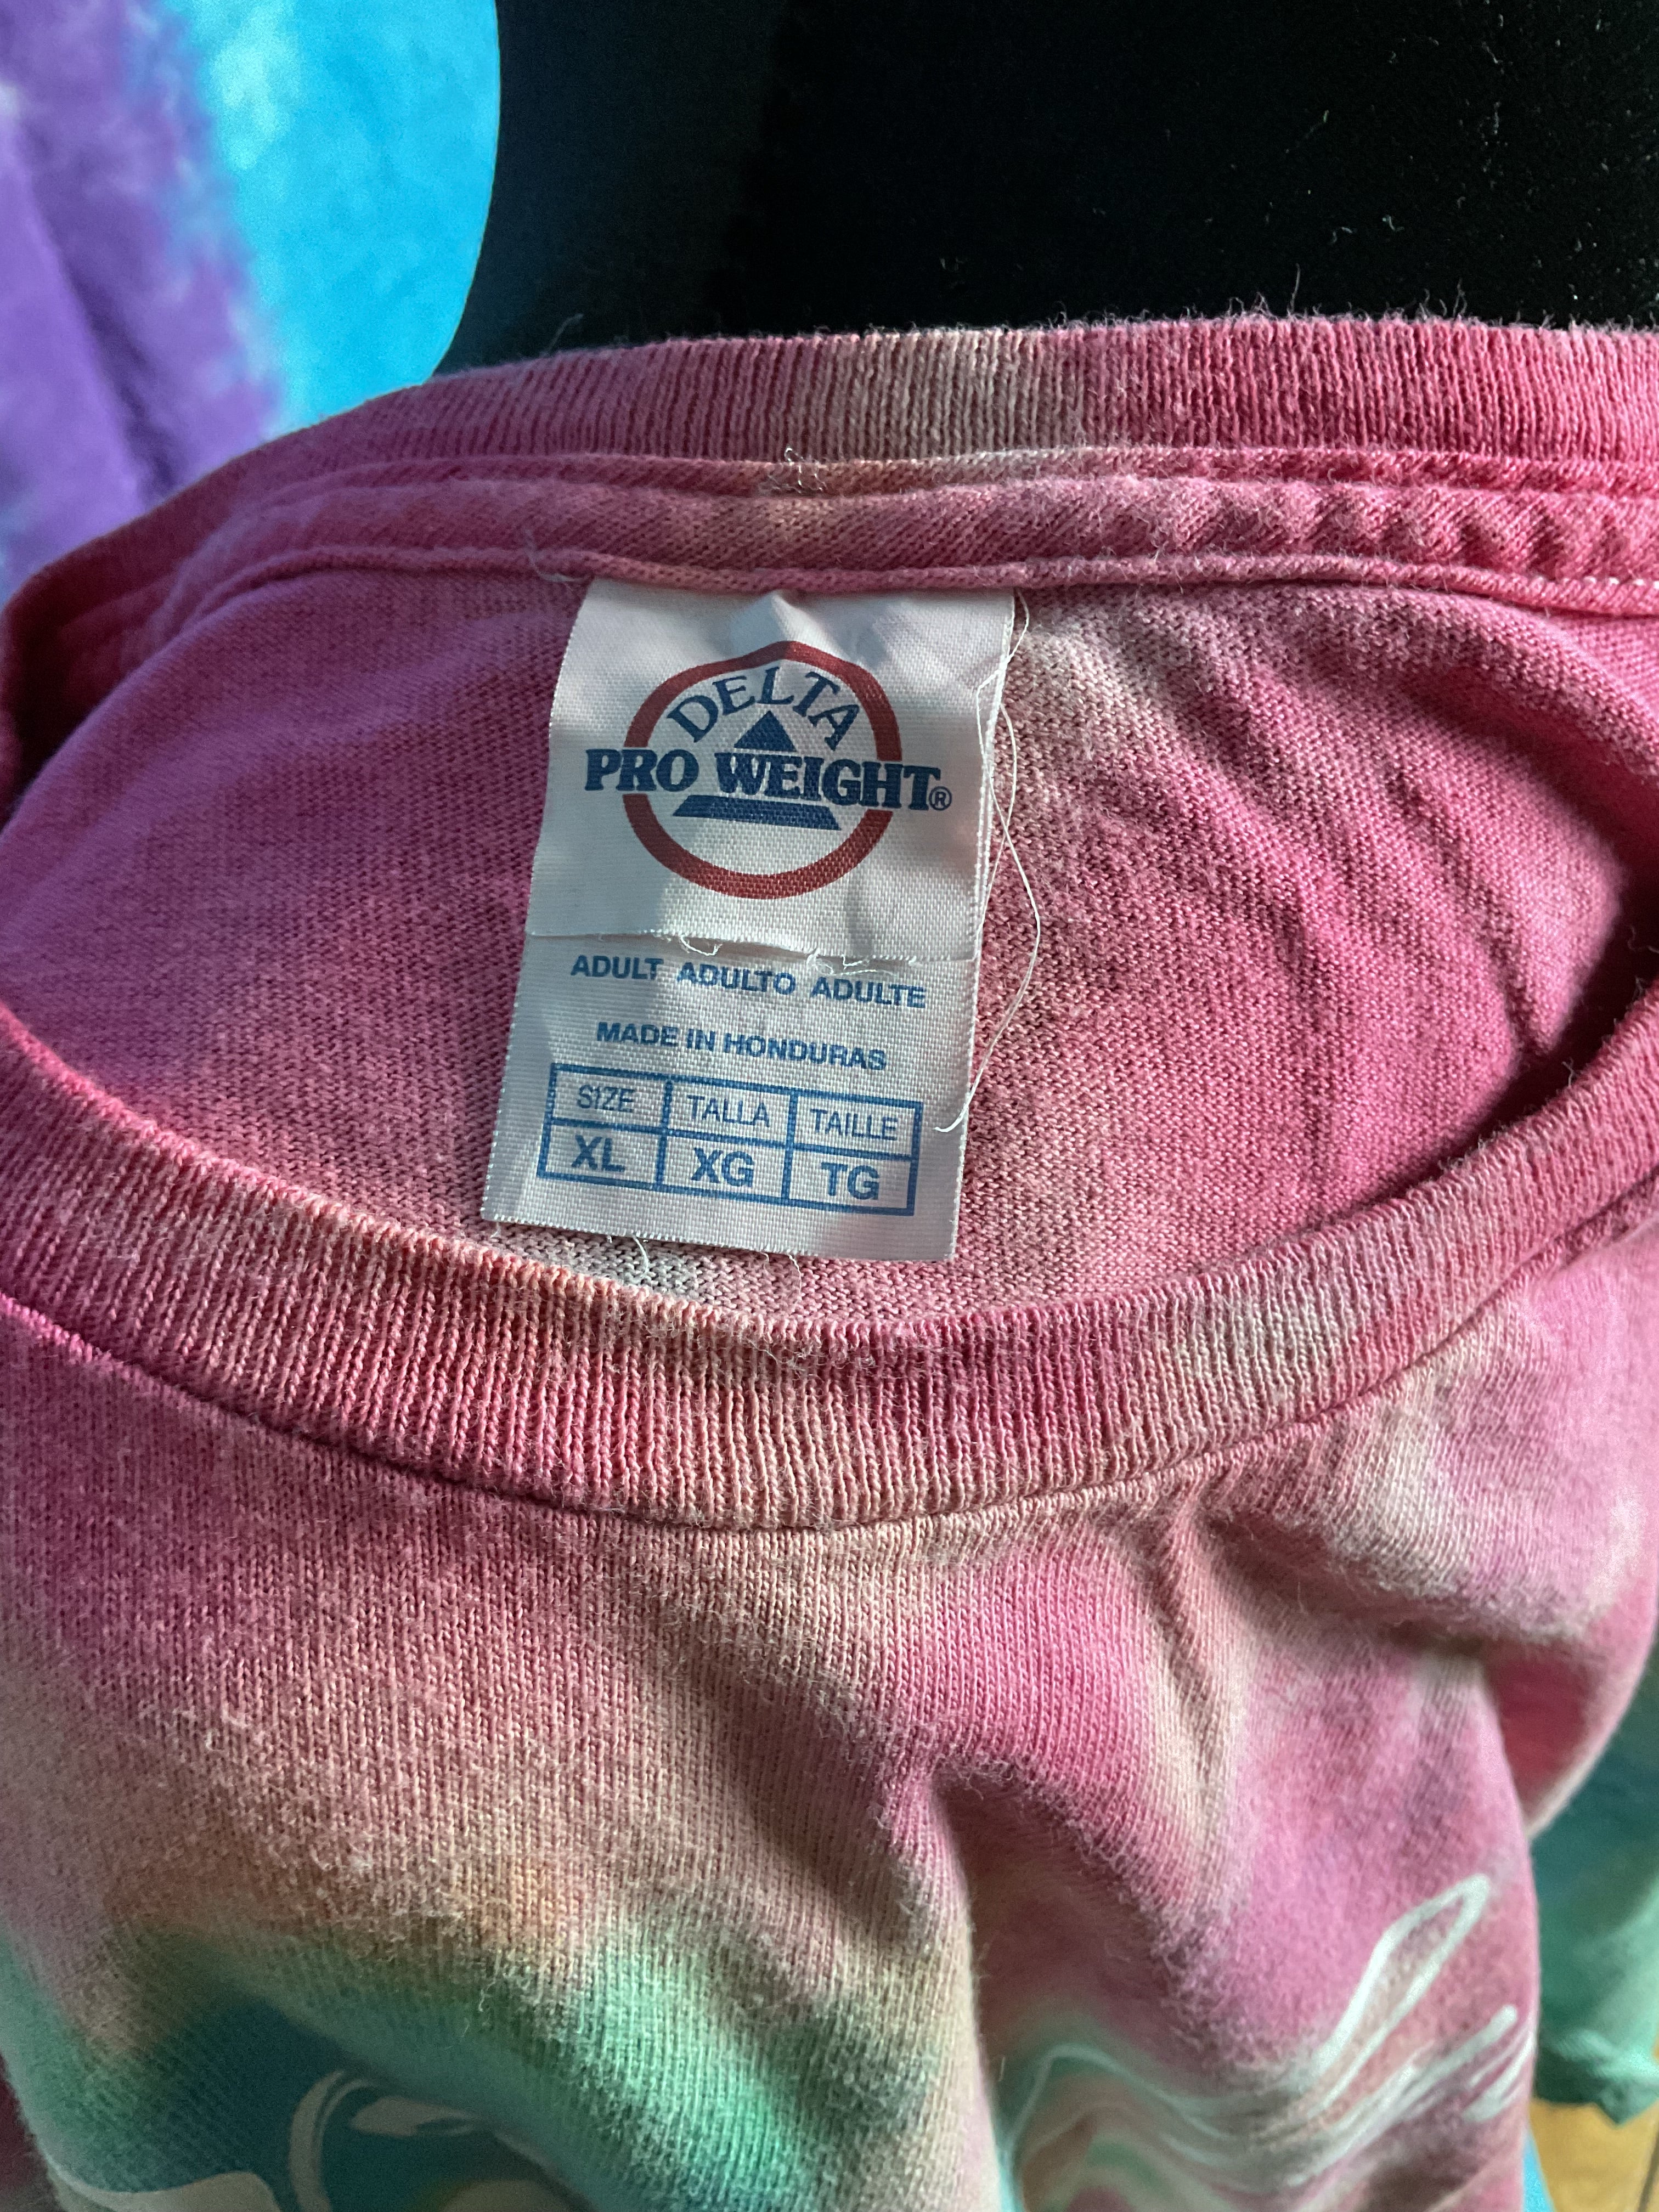 DELTA
PRO WEIGHT®
ADULT ADULTO ADULTE
MADE IN HONDURAS
SIZE TALLA TAILLE
XL XG TG